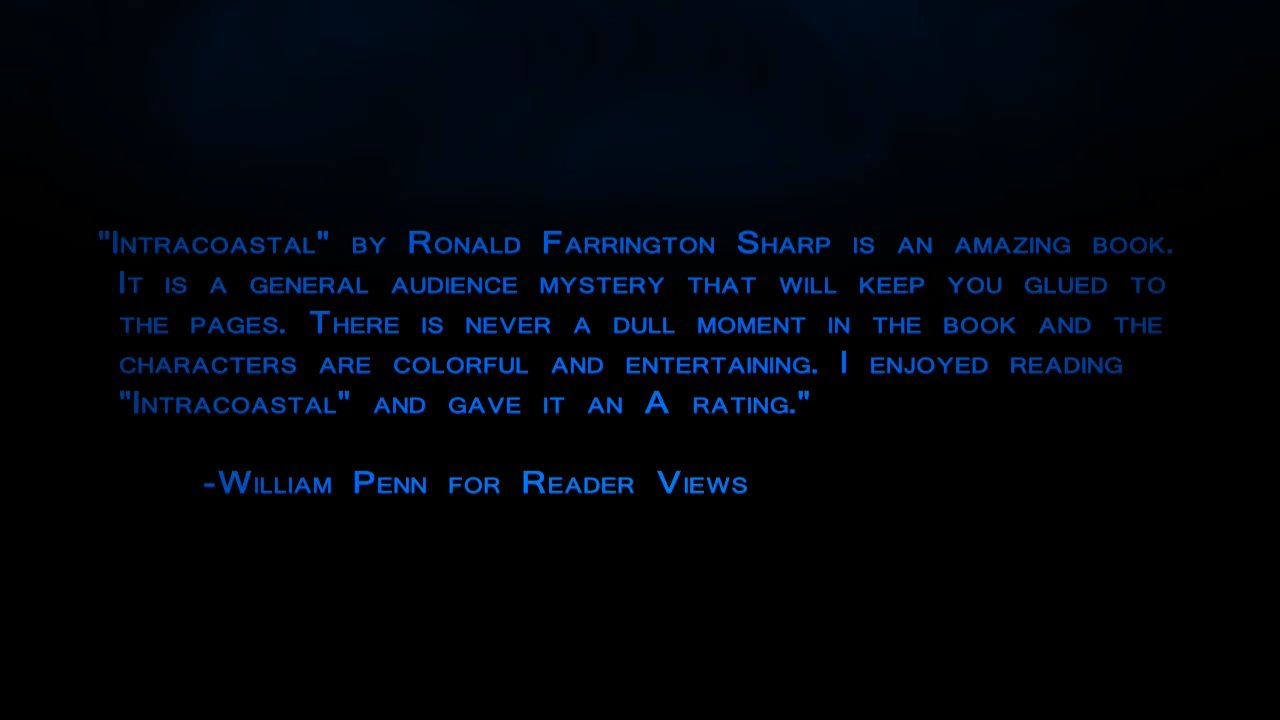 "Intracoastal" by Ronald Farrington Sharp is an amazing book.
It is a general audience mystery that will keep you glued to
the pages. There is never a dull moment in the book and the
characters are colorful and entertaining. I enjoyed reading
"Intracoastal" and gave it an A rating."
-William Penn for Reader Views